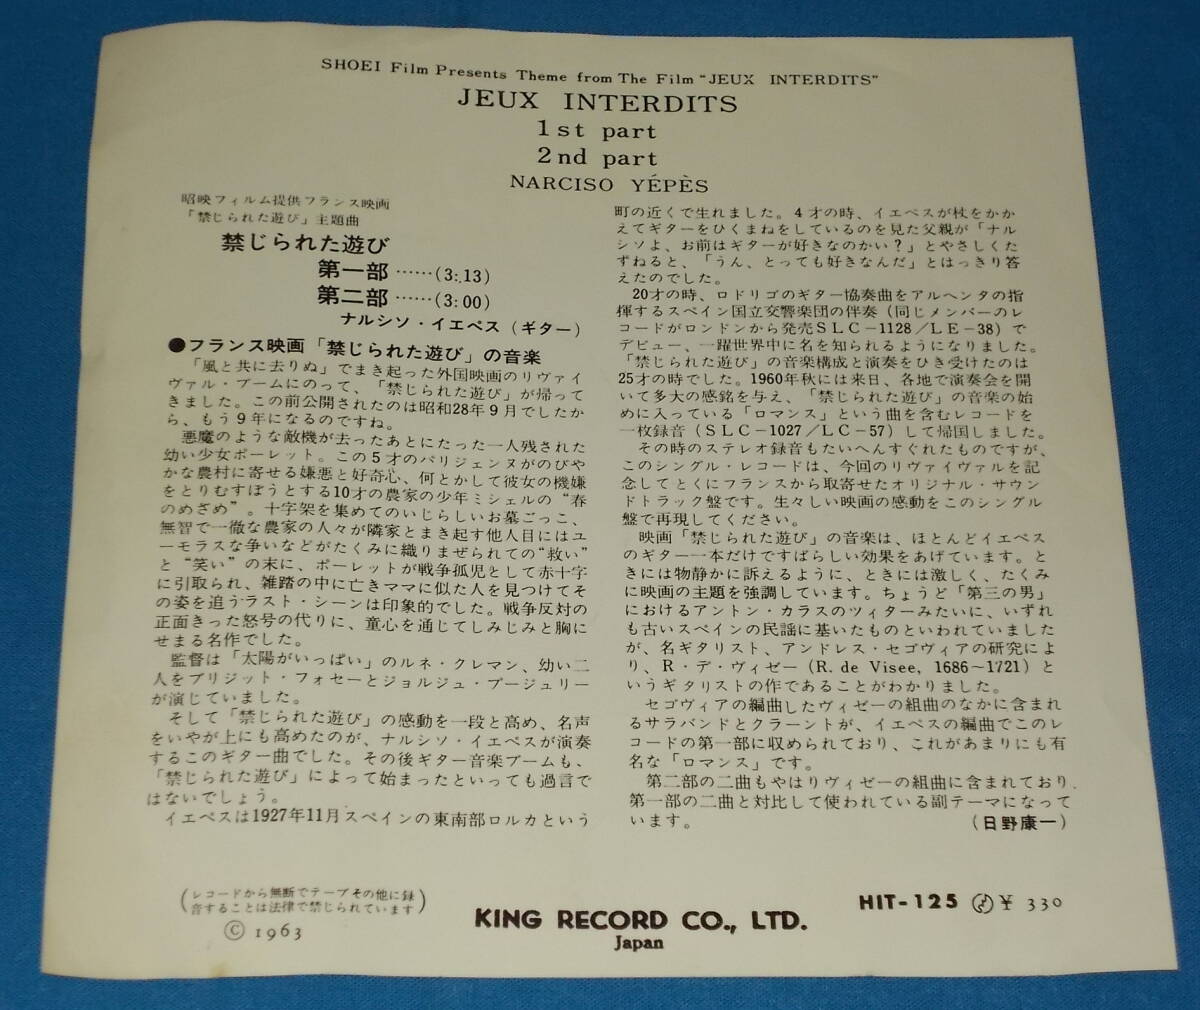 SHOEI Film Presents Theme from The Film "JEUX INTERDITS"
JEUX INTERDITS
1st part
2nd part
NARCISO YÉPÈS
昭映フィルム提供フランス映画
「禁じられた遊び」主題曲
禁じられた遊び
第一部……(3:13)
第二部……(3:00)
ナルシソ・イエペス(ギター)
●フランス映画「禁じられた遊び」の音楽
「風と共に去りぬ」でまき起った外国映画のリヴァイ
ヴァル・ブームにのって、「禁じられた遊び」が帰って
きました。この前公開されたのは昭和28年9月でしたか
ら、もう9年になるのですね。
悪魔のような敵機が去ったあとにたった一人残された
幼い少女ポーレット。この5才のパリジェンヌがのびや
かな農村に寄せる嫌悪と好奇心、何とかして彼女の機嫌
をとりむすぼうとする10才の農家の少年ミシェルの“春
のめざめ”。十字架を集めてのいじらしいお墓ごっこ、
無智で一徹な農家の人々が隣家とまき起す他人目にはユ
ーモラスな争いなどがたくみに織りまぜられての“救い”
と“笑い”の末に、ポーレットが戦争孤児として赤十字
に引取られ、雑踏の中に亡きママに似た人を見つけてそ
の姿を追うラスト・シーンは印象的でした。戦争反対の
正面きった怒号の代りに、童心を通じてしみじみと胸に
せまる名作でした。
監督は「太陽がいっぱい」のルネ・クレマン、幼い二
人をブリジット・フォセーとジョルジュ・プージュリー
が演じていました。
そして「禁じられた遊び」の感動を一段と高め、名声
をいやが上にも高めたのが、ナルシソ・イエペスが演奏
するこのギター曲でした。その後ギター音楽ブームも、
「禁じられた遊び」によって始まったといっても過言で
はないでしょう。
イエペスは1927年11月スペインの東南部ロルカという
町の近くで生れました。4才の時、イエペスが杖をかか
えてギターをひくまねをしているのを見た父親が「ナル
シソよ、お前はギターが好きなのかい?」とやさしくた
ずねると、「うん、とっても好きなんだ」とはっきり答
えたのでした。
20才の時、ロドリゴのギター協奏曲をアルヘンタの指
揮するスペイン国立交響楽団の伴奏(同じメンバーのレ
コードがロンドンから発売SLC−1128/LE−38)で
デビュー、一躍世界中に名を知られるようになりました。
「禁じられた遊び」の音楽構成と演奏をひき受けたのは
25才の時でした。1960年秋には来日、各地で演奏会を開
いて多大の感銘を与え、「禁じられた遊び」の音楽の始
めに入っている「ロマンス」という曲を含むレコードを
一枚録音(SLC−1027/LC−57)して帰国しました。
その時のステレオ録音もたいへんすぐれたものですが、
このシングル・レコードは、今回のリヴァイヴァルを記
念してとくにフランスから取寄せたオリジナル・サウン
ドトラック盤です。生々しい映画の感動をこのシングル
盤で再現してください。
映画「禁じられた遊び」の音楽は、ほとんどイエペス
のギター一本だけですばらしい効果をあげています。と
きには物静かに訴えるように、ときには激しく、たくみ
に映画の主題を強調しています。ちょうど「第三の男」
におけるアントン・カラスのツィターみたいに、いずれ
も古いスペインの民謡に基いたものといわれていました
が、名ギタリスト、アンドレス・セゴヴィアの研究によ
り、R・デ・ヴィゼー(R. de Visee, 1686〜1721)と
いうギタリストの作であることがわかりました。
セゴヴィアの編曲したヴィゼーの組曲のなかに含まれ
るサラバンドとクラーントが、イエペスの編曲でこのレ
コードの第一部に収められており、これがあまりにも有
名な「ロマンス」です。
第二部の二曲もやはりヴィゼーの組曲に含まれており、
第一部の二曲と対比して使われている副テーマになって
います。(日野康一)
(レコードから無断でテープその他に録
音することは法律で禁じられています)
© 1963
KING RECORD CO., LTD.
Japan
HIT-125 ¥ 330